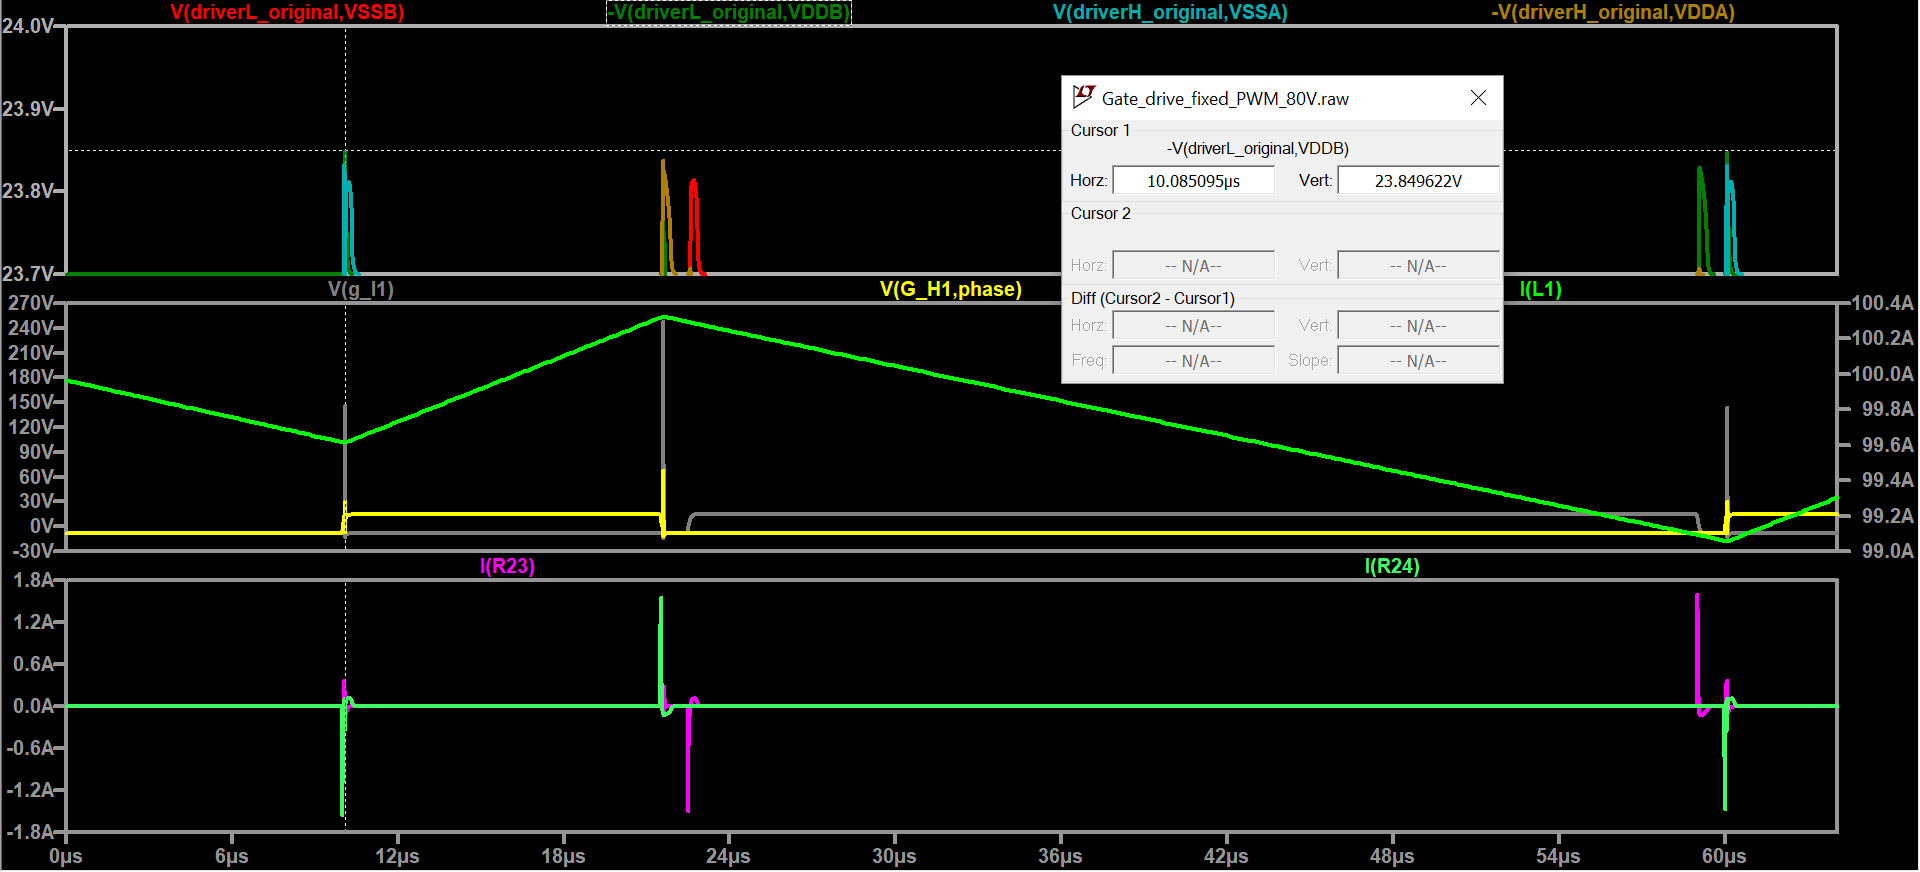 V(driverL_original,VSSB) -V(driverL_original,VDDB) V(driverH_original,VSSA) -V(driverH_original,VDDA)
24.0V
23.9V
23.8V
23.7V
Gate_drive_fixed_PWM_80V.raw
Cursor 1
-V(driverL_original,VDDB)
Horz: 10.085095µs Vert: 23.849622V
Cursor 2
Horz: -- N/A-- Vert: -- N/A--
Diff (Cursor2 - Cursor1)
Horz: -- N/A-- Vert: -- N/A--
Freq: -- N/A-- Slope: -- N/A--
V(g_l1) V(G_H1,phase) I(L1)
270V 100.4A
240V
210V 100.2A
180V 100.0A
150V
120V 99.8A
90V 99.6A
60V 99.4A
30V
0V 99.2A
-30V 99.0A
I(R23) I(R24)
1.8A
1.2A
0.6A
0.0A
-0.6A
-1.2A
-1.8A
0µs 6µs 12µs 18µs 24µs 30µs 36µs 42µs 48µs 54µs 60µs